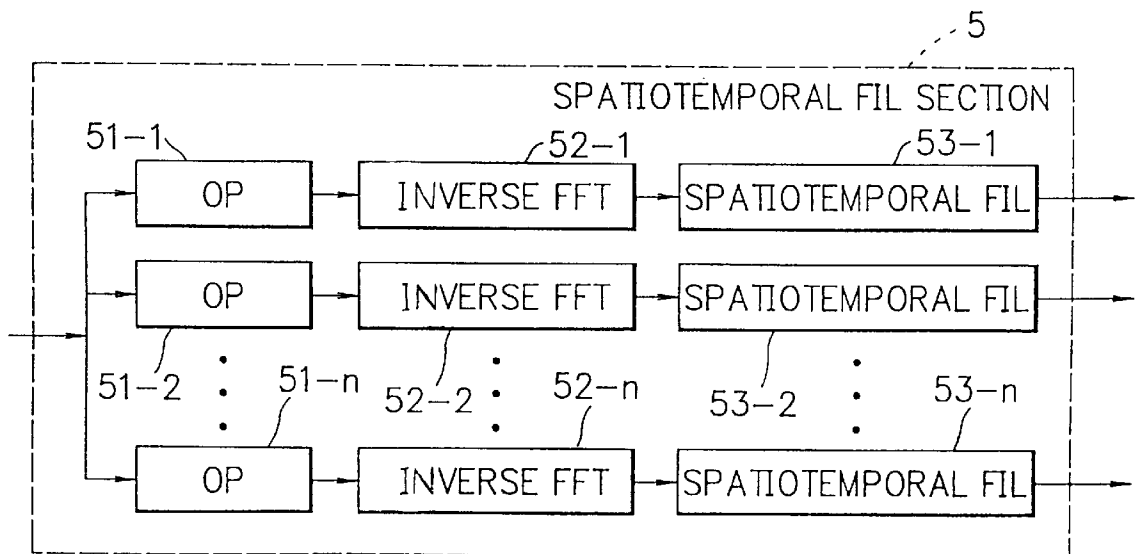 5
SPATIOTEMPORAL FIL SECTION
51-1
52-1
53-1
OP
INVERSE FFT
SPATIOTEMPORAL FIL
OP
INVERSE FFT
SPATIOTEMPORAL FIL
51-2
51-n
52-2
52-n
53-2
53-n
OP
INVERSE FFT
SPATIOTEMPORAL FIL